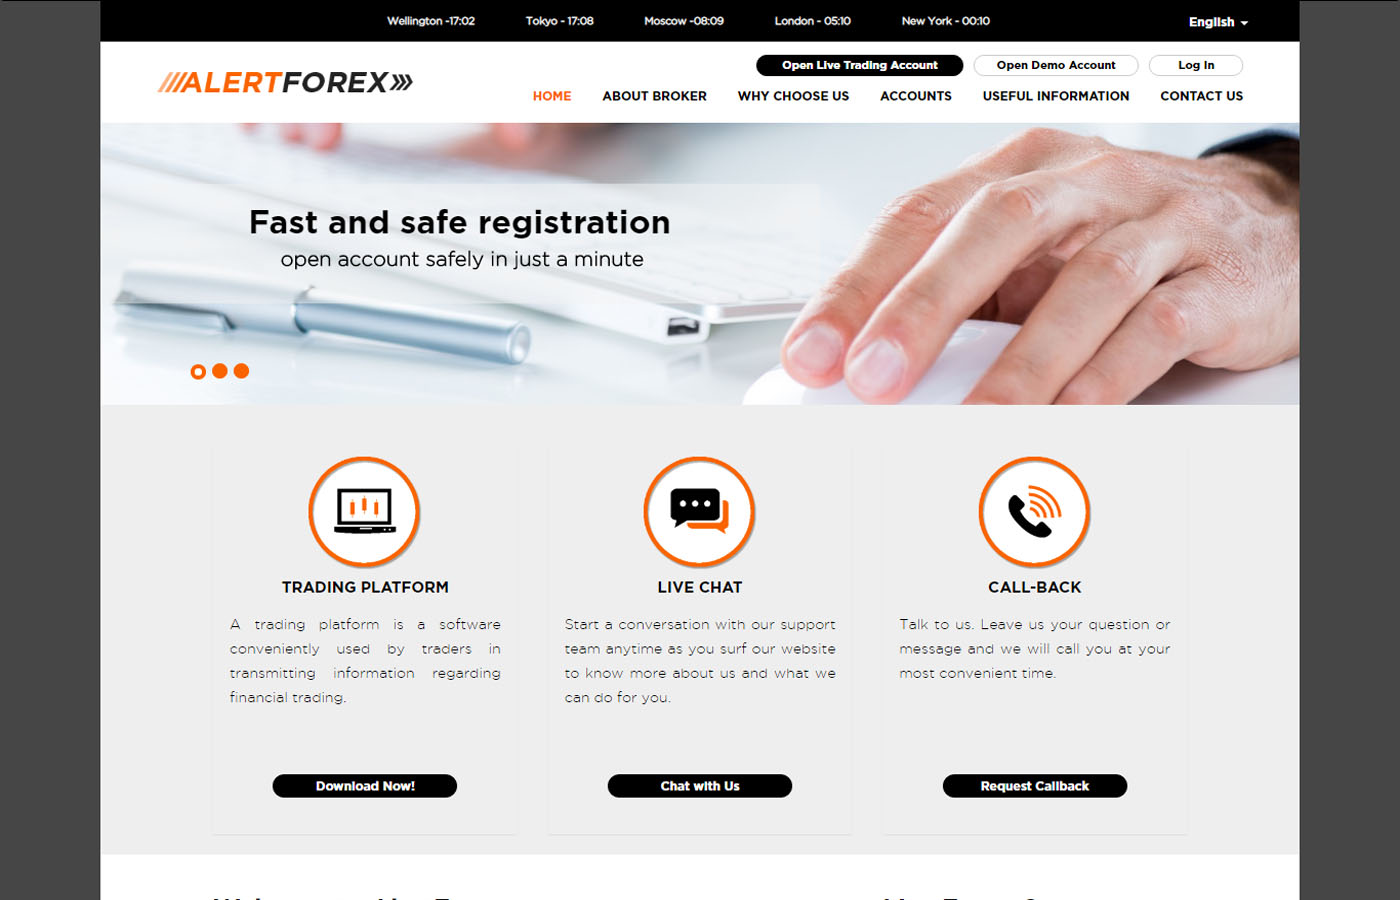 Wellington -17:02
Tokyo - 17:08
Moscow -08:09
London - 05:10
New York - 00:10
English
ALERTFOREX
Open Live Trading Account
Open Demo Account
Log In
HOME
ABOUT BROKER
WHY CHOOSE US
ACCOUNTS
USEFUL INFORMATION
CONTACT US
Fast and safe registration
open account safely in just a minute
TRADING PLATFORM
A trading platform is a software
conveniently used by traders in
transmitting information regarding
financial trading.
Download Now!
LIVE CHAT
Start a conversation with our support
team anytime as you surf our website
to know more about us and what we
can do for you.
Chat with Us
CALL-BACK
Talk to us. Leave us your question or
message and we will call you at your
most convenient time.
Request Callback